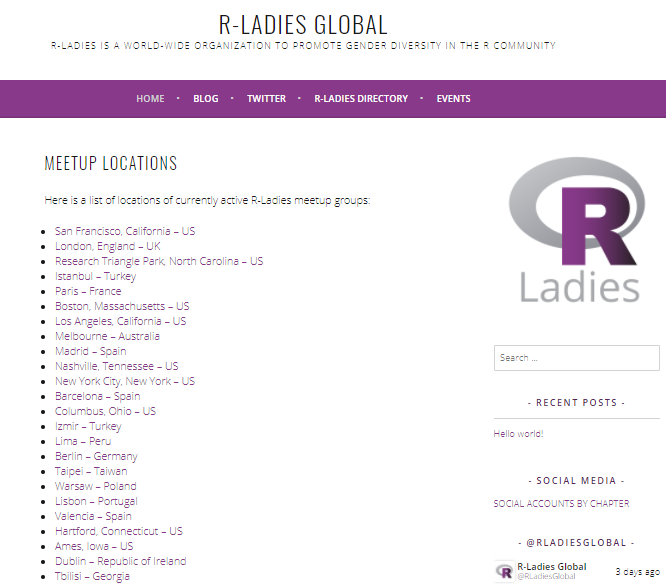 R-LADIES GLOBAL
R-LADIES IS A WORLD-WIDE ORGANIZATION TO PROMOTE GENDER DIVERSITY IN THE R COMMUNITY
HOME · BLOG · TWITTER · R-LADIES DIRECTORY · EVENTS
MEETUP LOCATIONS
Here is a list of locations of currently active R-Ladies meetup groups:
• San Francisco, California – US
• London, England – UK
• Research Triangle Park, North Carolina – US
• Istanbul – Turkey
• Paris – France
• Boston, Massachusetts – US
• Los Angeles, California – US
• Melbourne – Australia
• Madrid – Spain
• Nashville, Tennessee – US
• New York City, New York – US
• Barcelona – Spain
• Columbus, Ohio – US
• Izmir – Turkey
• Lima – Peru
• Berlin – Germany
• Taipei – Taiwan
• Warsaw – Poland
• Lisbon – Portugal
• Valencia – Spain
• Hartford, Connecticut – US
• Ames, Iowa – US
• Dublin – Republic of Ireland
• Tbilisi – Georgia
R
Ladies
Search …
- RECENT POSTS -
Hello world!
- SOCIAL MEDIA -
SOCIAL ACCOUNTS BY CHAPTER
- @RLADIESGLOBAL -
R-Ladies Global
@RLadiesGlobal
3 days ago